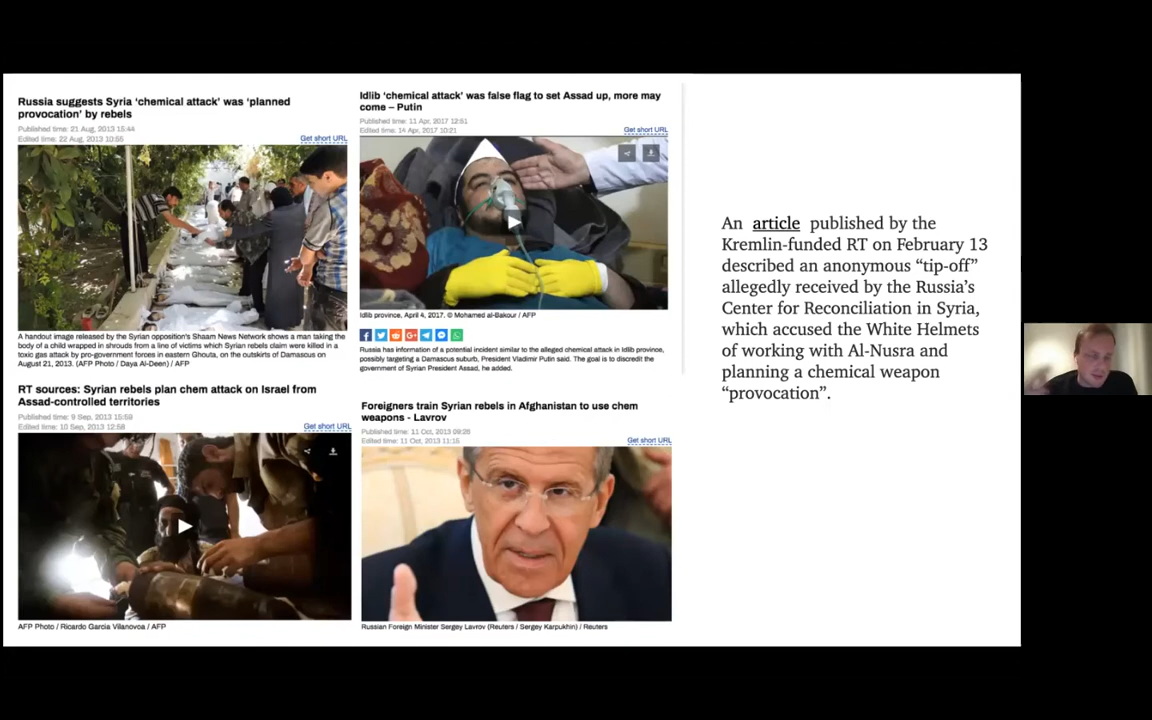 Russia suggests Syria ‘chemical attack’ was ‘planned
provocation’ by rebels
Published time: 21 Aug, 2013 15:44
Edited time: 22 Aug, 2013 10:55
Get short URL
A handout image released by the Syrian opposition's Shaam News Network shows a man taking the
body of a child wrapped in shrouds from a line of victims which Syrian rebels claim were killed in a
toxic gas attack by pro-government forces in eastern Ghouta, on the outskirts of Damascus on
August 21, 2013. (AFP Photo / Daya Al-Deen) / AFP
RT sources: Syrian rebels plan chem attack on Israel from
Assad-controlled territories
Published time: 9 Sep, 2013 15:59
Edited time: 10 Sep, 2013 12:58
Get short URL
AFP Photo / Ricardo Garcia Vilanovoa / AFP
Idlib ‘chemical attack’ was false flag to set Assad up, more may
come – Putin
Published time: 11 Apr, 2017 12:51
Edited time: 14 Apr, 2017 10:21
Get short URL
Idlib province, April 4, 2017. © Mohamed al-Bakour / AFP
Russia has information of a potential incident similar to the alleged chemical attack in Idlib province,
possibly targeting a Damascus suburb, President Vladimir Putin said. The goal is to discredit the
government of Syrian President Assad, he added.
Foreigners train Syrian rebels in Afghanistan to use chem
weapons - Lavrov
Published time: 11 Oct, 2013 09:26
Edited time: 11 Oct, 2013 11:15
Get short URL
Russian Foreign Minister Sergey Lavrov (Reuters / Sergey Karpukhin) / Reuters
An article published by the
Kremlin-funded RT on February 13
described an anonymous “tip-off”
allegedly received by the Russia’s
Center for Reconciliation in Syria,
which accused the White Helmets
of working with Al-Nusra and
planning a chemical weapon
“provocation”.